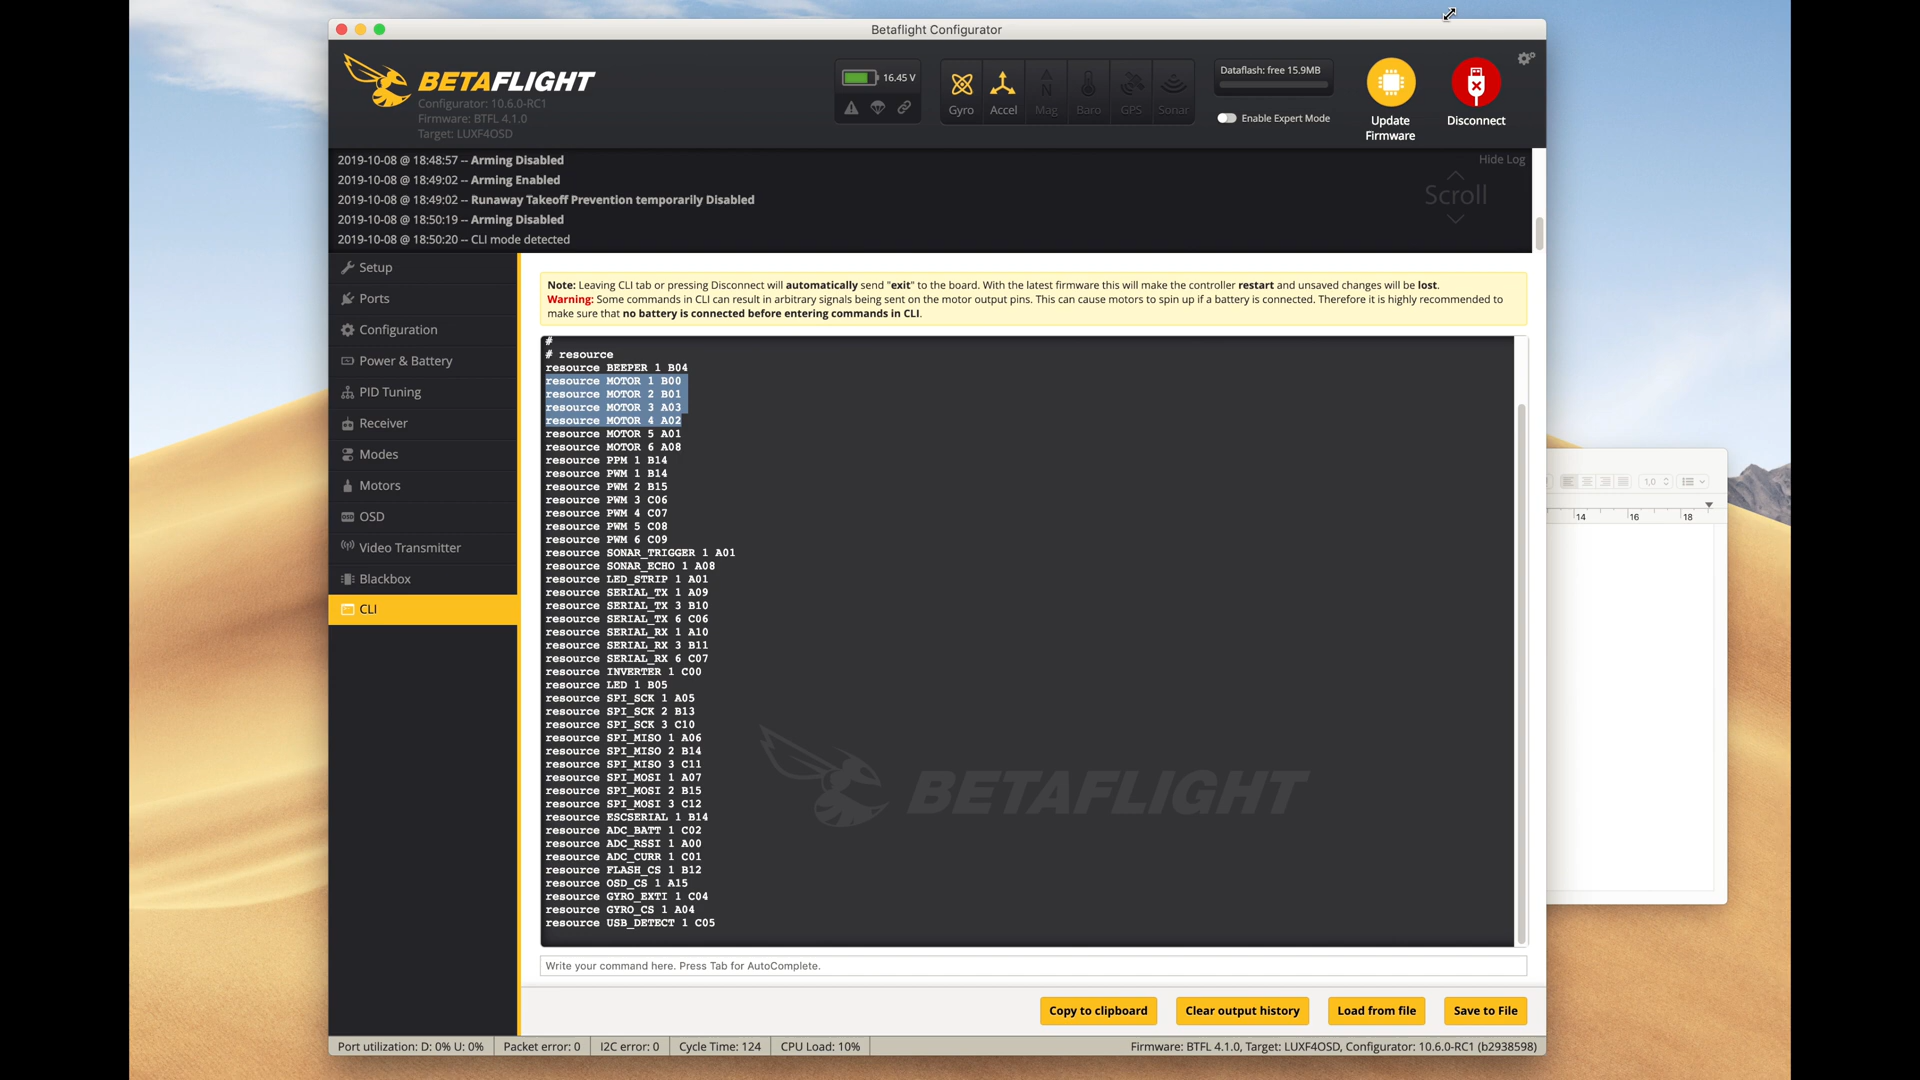 Betaflight Configurator
BETAFLIGHT
Configurator: 10.6.0-RC1
Firmware: BTFL 4.1.0
Target: LUXF4OSD
16.45 V
Gyro
Accel
Mag
Baro
GPS
Sonar
Dataflash: free 15.9MB
Enable Expert Mode
Update
Firmware
Disconnect
2019-10-08 @ 18:48:57 -- Arming Disabled
2019-10-08 @ 18:49:02 -- Arming Enabled
2019-10-08 @ 18:49:02 -- Runaway Takeoff Prevention temporarily Disabled
2019-10-08 @ 18:50:19 -- Arming Disabled
2019-10-08 @ 18:50:20 -- CLI mode detected
Hide Log
Scroll
Setup
Ports
Configuration
Power & Battery
PID Tuning
Receiver
Modes
Motors
OSD
Video Transmitter
Blackbox
CLI
Note: Leaving CLI tab or pressing Disconnect will automatically send "exit" to the board. With the latest firmware this will make the controller restart and unsaved changes will be lost.
Warning: Some commands in CLI can result in arbitrary signals being sent on the motor output pins. This can cause motors to spin up if a battery is connected. Therefore it is highly recommended to
make sure that no battery is connected before entering commands in CLI.
#
# resource
resource BEEPER 1 B04
resource MOTOR 1 B00
resource MOTOR 2 B01
resource MOTOR 3 A03
resource MOTOR 4 A02
resource MOTOR 5 A01
resource MOTOR 6 A08
resource PPM 1 B14
resource PWM 1 B14
resource PWM 2 B15
resource PWM 3 C06
resource PWM 4 C07
resource PWM 5 C08
resource PWM 6 C09
resource SONAR_TRIGGER 1 A01
resource SONAR_ECHO 1 A08
resource LED_STRIP 1 A01
resource SERIAL_TX 1 A09
resource SERIAL_TX 3 B10
resource SERIAL_TX 6 C06
resource SERIAL_RX 1 A10
resource SERIAL_RX 3 B11
resource SERIAL_RX 6 C07
resource INVERTER 1 C00
resource LED 1 B05
resource SPI_SCK 1 A05
resource SPI_SCK 2 B13
resource SPI_SCK 3 C10
resource SPI_MISO 1 A06
resource SPI_MISO 2 B14
resource SPI_MISO 3 C11
resource SPI_MOSI 1 A07
resource SPI_MOSI 2 B15
resource SPI_MOSI 3 C12
resource ESCSERIAL 1 B14
resource ADC_BATT 1 C02
resource ADC_RSSI 1 A00
resource ADC_CURR 1 C01
resource FLASH_CS 1 B12
resource OSD_CS 1 A15
resource GYRO_EXTI 1 C04
resource GYRO_CS 1 A04
resource USB_DETECT 1 C05
BETAFLIGHT
Write your command here. Press Tab for AutoComplete.
Copy to clipboard
Clear output history
Load from file
Save to File
Port utilization: D: 0% U: 0%
Packet error: 0
I2C error: 0
Cycle Time: 124
CPU Load: 10%
Firmware: BTFL 4.1.0, Target: LUXF4OSD, Configurator: 10.6.0-RC1 (b2938598)
1,0
14
16
18